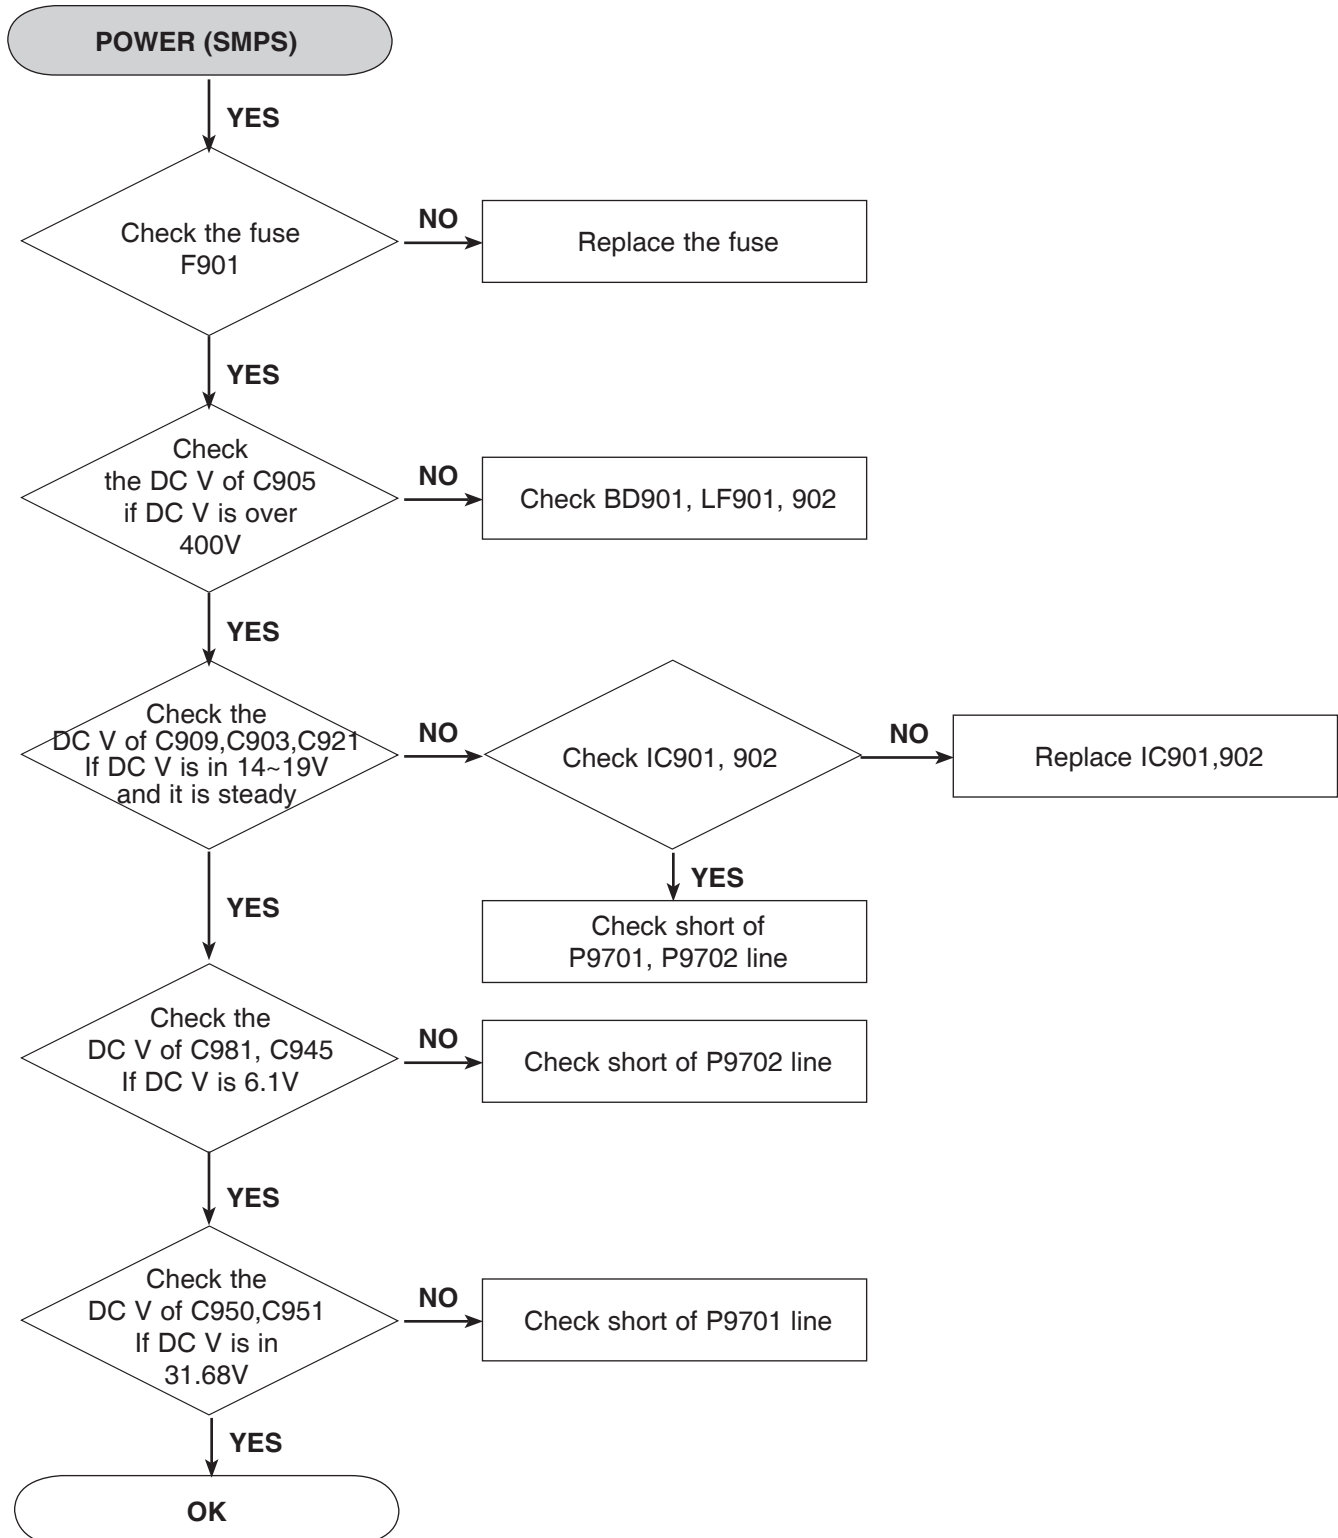 POWER (SMPS)
YES
Check the fuse
F901
NO
Replace the fuse
YES
Check
the DC V of C905
if DC V is over
400V
NO
Check BD901, LF901, 902
YES
Check the
DC V of C909,C903,C921
If DC V is in 14~19V
and it is steady
NO
Check IC901, 902
NO
Replace IC901,902
YES
Check short of
P9701, P9702 line
YES
Check the
DC V of C981, C945
If DC V is 6.1V
NO
Check short of P9702 line
YES
Check the
DC V of C950,C951
If DC V is in
31.68V
NO
Check short of P9701 line
YES
OK